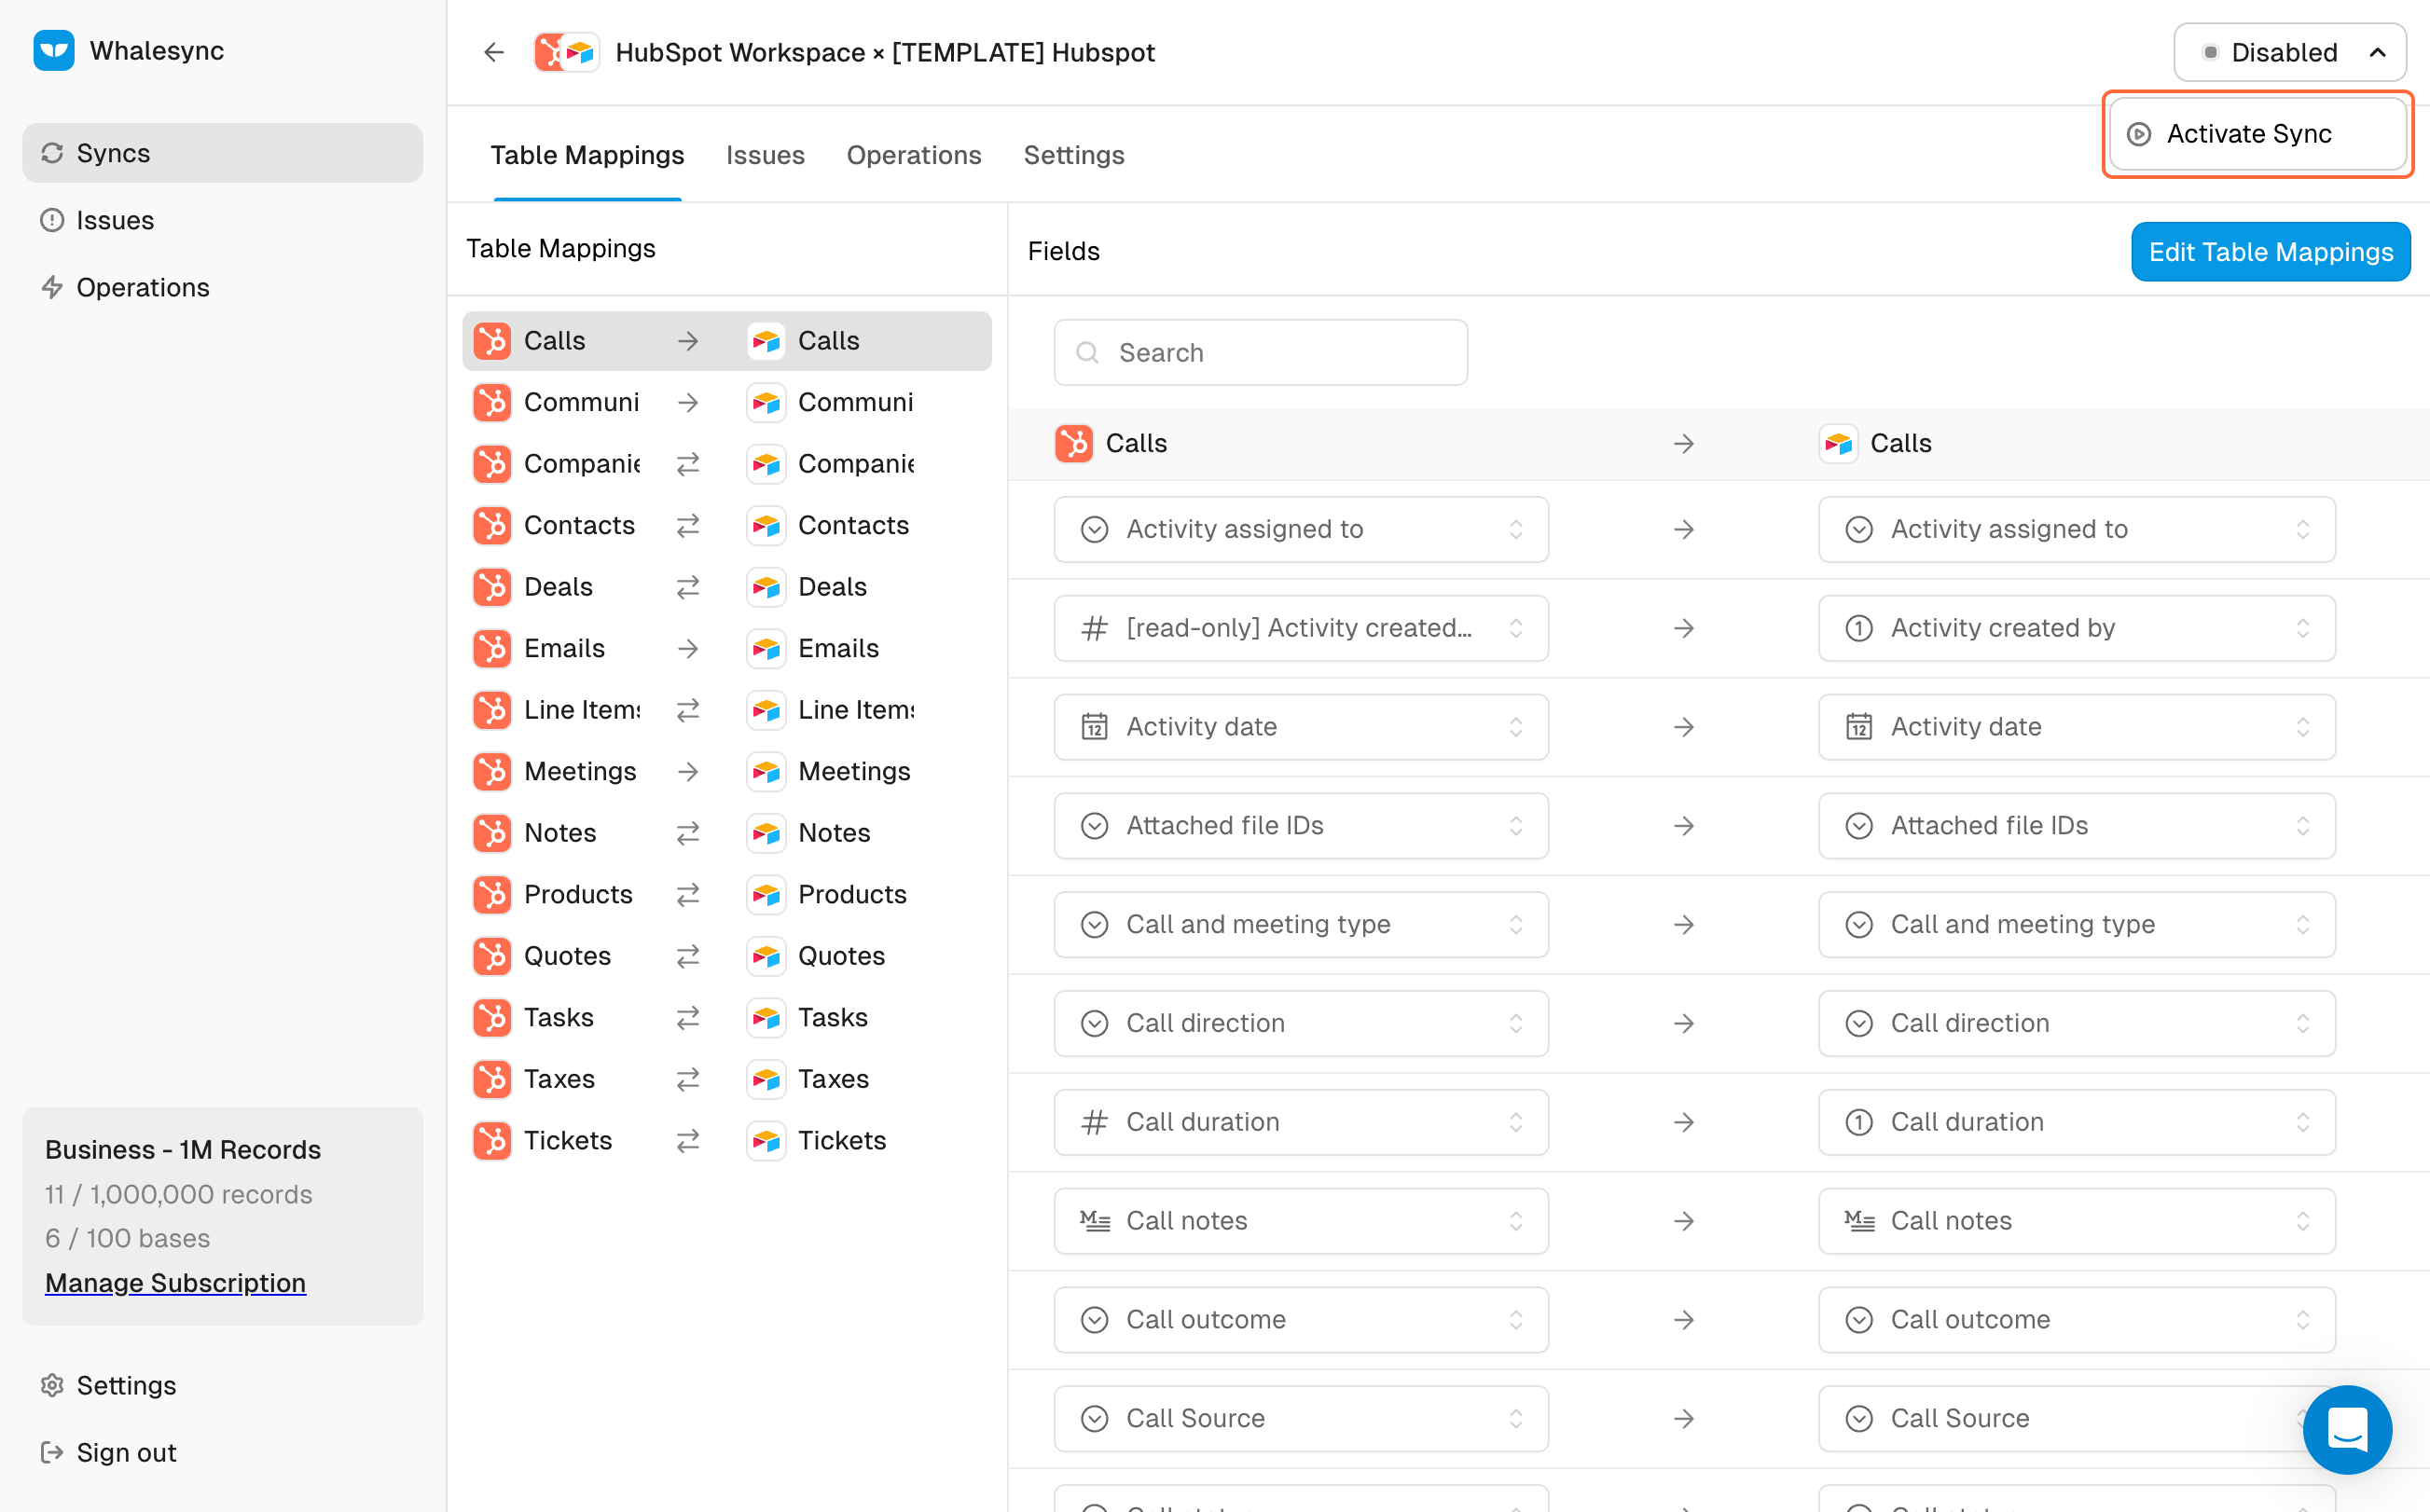 Whalesync
HubSpot Workspace × [TEMPLATE] Hubspot
Disabled
Activate Sync
Syncs
Issues
Operations
Table Mappings
Issues
Operations
Settings
Table Mappings
Fields
Edit Table Mappings
Calls
Calls
Communi
Communi
Companie
Companie
Contacts
Contacts
Deals
Deals
Emails
Emails
Line Items
Line Items
Meetings
Meetings
Notes
Notes
Products
Products
Quotes
Quotes
Tasks
Tasks
Taxes
Taxes
Tickets
Tickets
Search
Calls
Calls
Activity assigned to
Activity assigned to
[read-only] Activity created...
Activity created by
Activity date
Activity date
Attached file IDs
Attached file IDs
Call and meeting type
Call and meeting type
Call direction
Call direction
Call duration
Call duration
Call notes
Call notes
Call outcome
Call outcome
Call Source
Call Source
Business - 1M Records
11 / 1,000,000 records
6 / 100 bases
Manage Subscription
Settings
Sign out